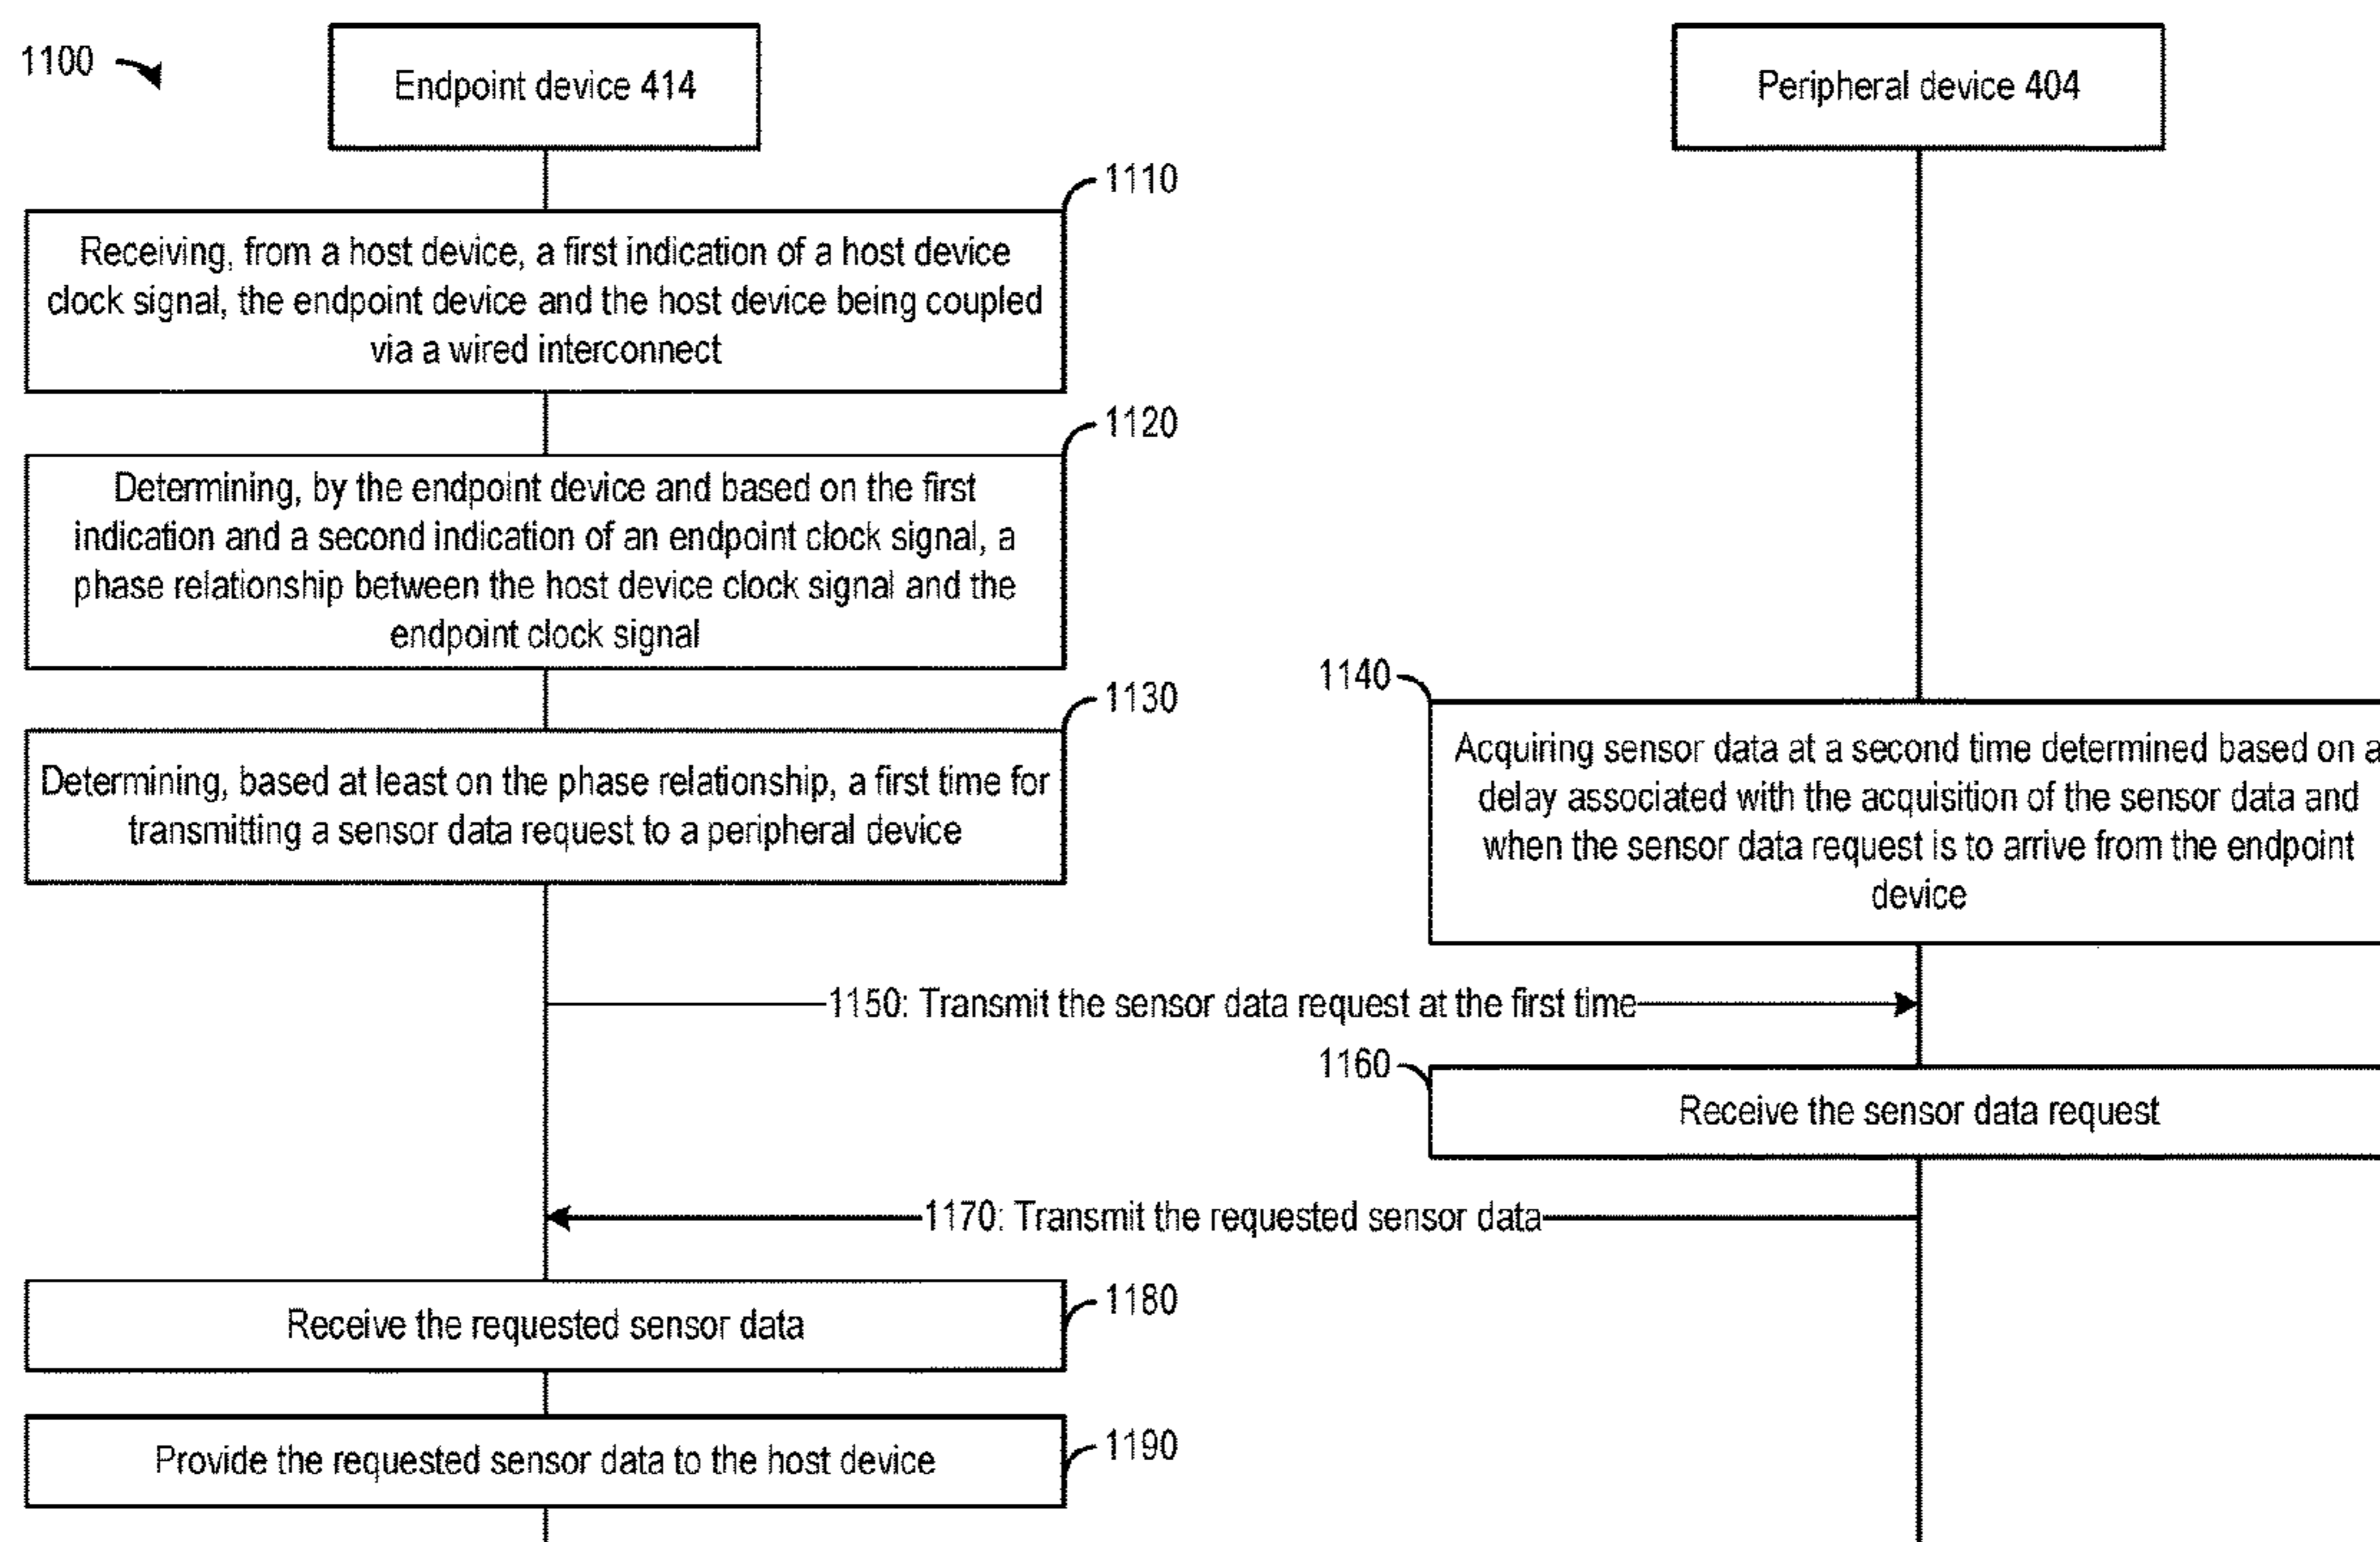 1100
Endpoint device 414
Peripheral device 404
1110
Receiving, from a host device, a first indication of a host device
clock signal, the endpoint device and the host device being coupled
via a wired interconnect
1120
Determining, by the endpoint device and based on the first
indication and a second indication of an endpoint clock signal, a
phase relationship between the host device clock signal and the
endpoint clock signal
1130
Determining, based at least on the phase relationship, a first time for
transmitting a sensor data request to a peripheral device
1140
Acquiring sensor data at a second time determined based on a
delay associated with the acquisition of the sensor data and
when the sensor data request is to arrive from the endpoint
device
1150: Transmit the sensor data request at the first time
1160
Receive the sensor data request
1170: Transmit the requested sensor data
1180
Receive the requested sensor data
1190
Provide the requested sensor data to the host device